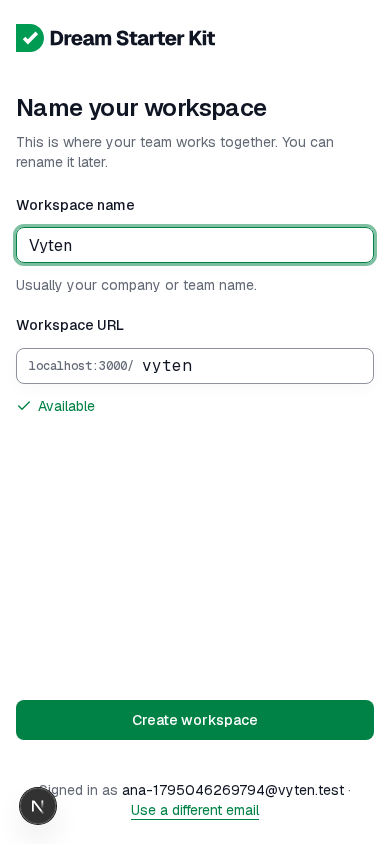 Dream Starter Kit
Name your workspace
This is where your team works together. You can
rename it later.
Workspace name
Vyten
Usually your company or team name.
Workspace URL
localhost:3000/ vyten
Available
Create workspace
Signed in as ana-1795046269794@vyten.test ·
Use a different email
N